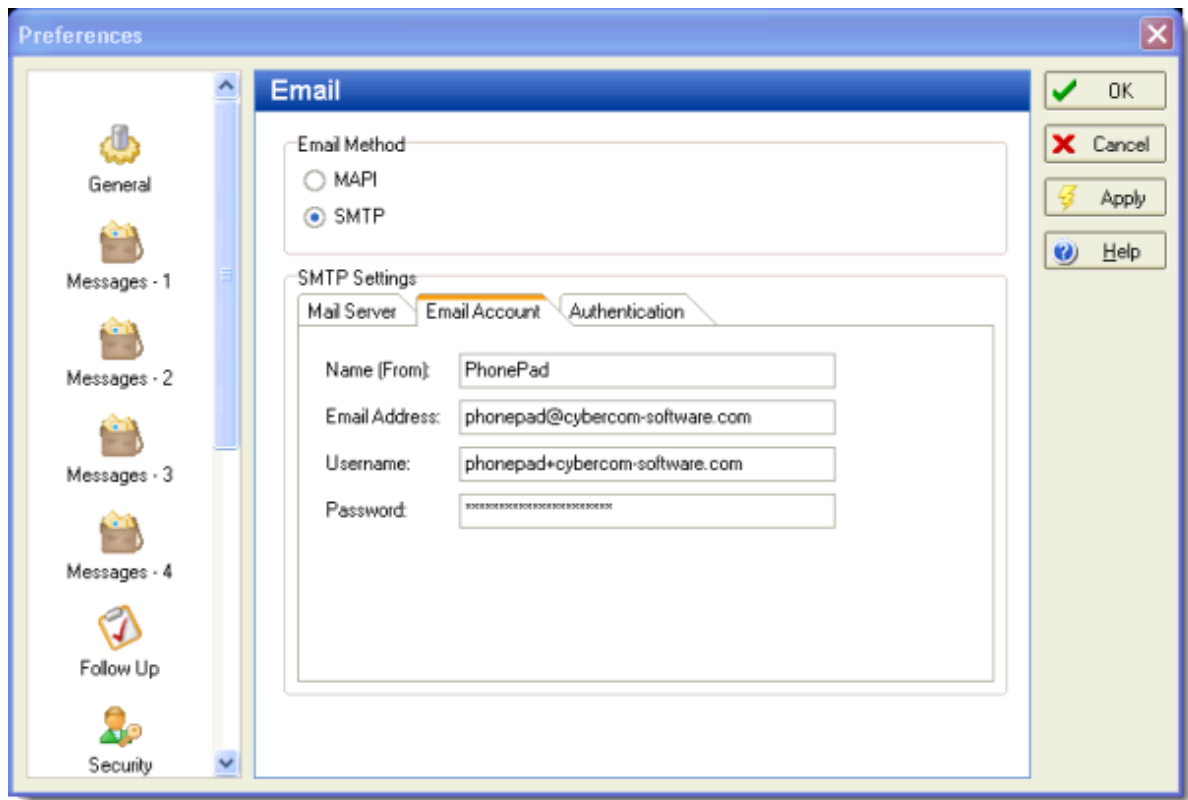 Preferences
General
Messages - 1
Messages - 2
Messages - 3
Messages - 4
Follow Up
Security
Email
Email Method
MAPI
SMTP
SMTP Settings
Mail Server
Email Account
Authentication
Name (From): PhonePad
Email Address: phonepad@cybercom-software.com
Username: phonepad+cybercom-software.com
Password: **********************
OK
Cancel
Apply
Help